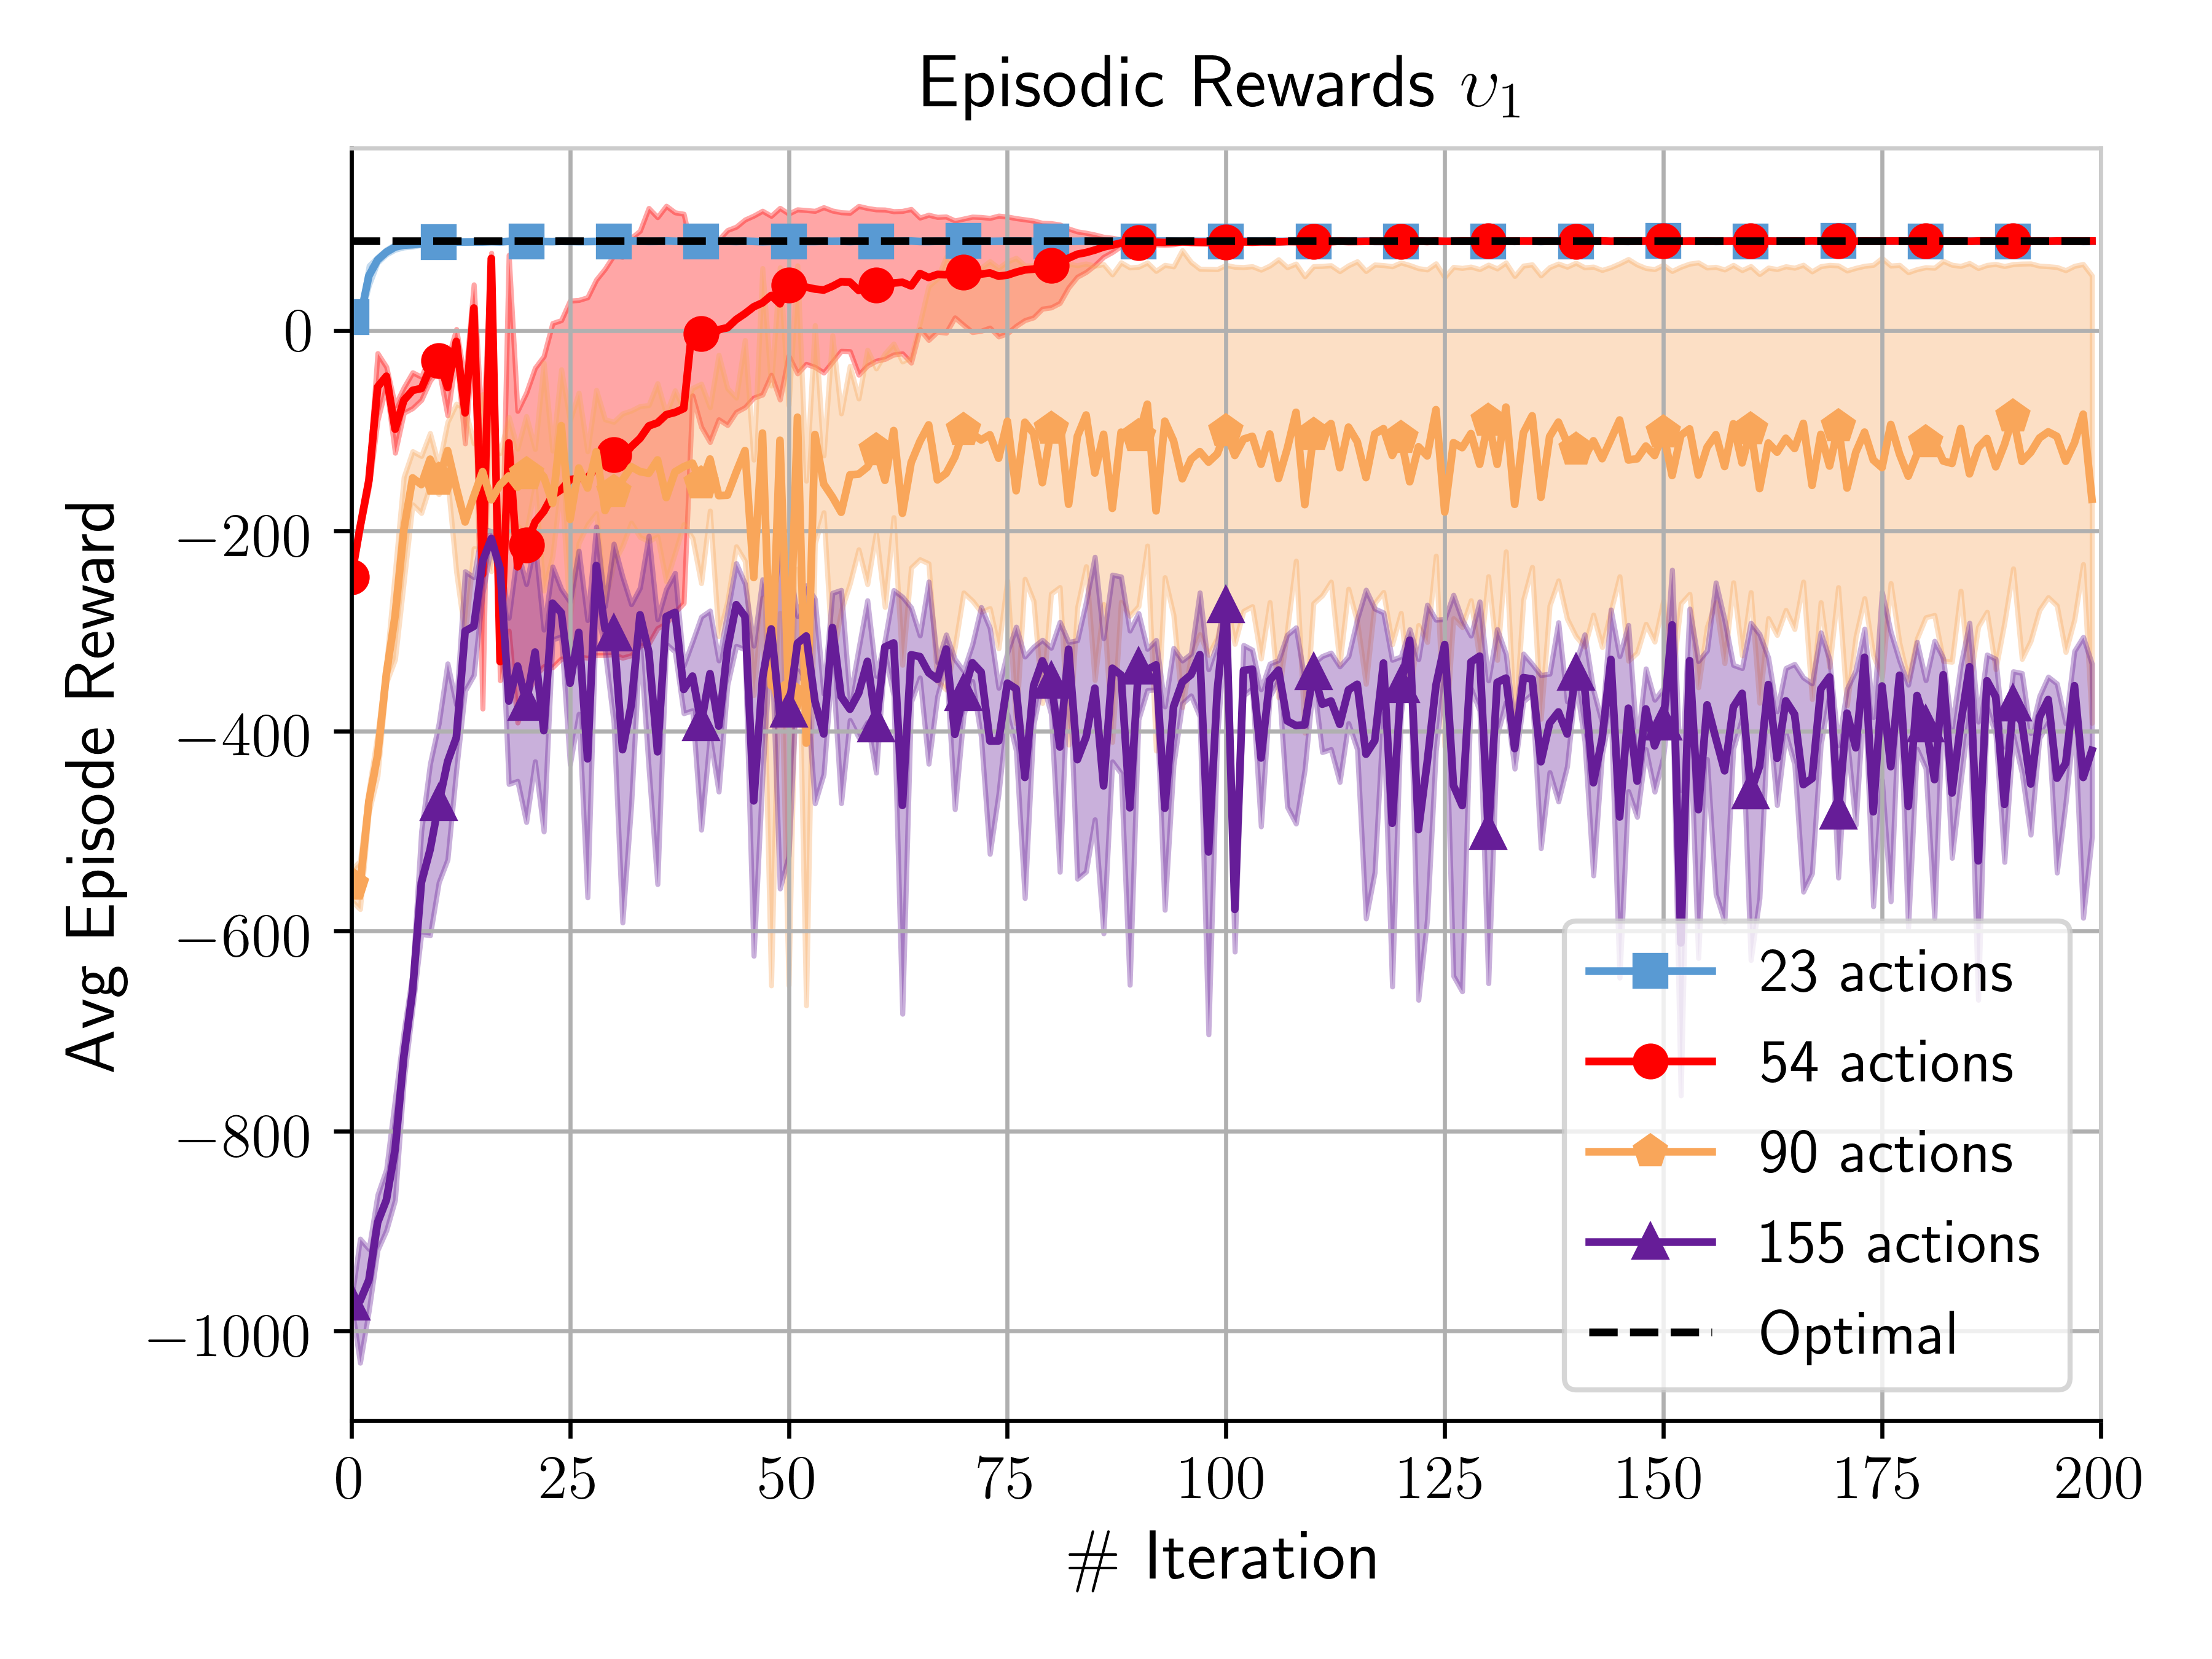 Episodic Rewards v₁
Avg Episode Reward
0
−200
−400
−600
−800
−1000
23 actions
54 actions
90 actions
155 actions
Optimal
0 25 50 75 100 125 150 175 200
# Iteration